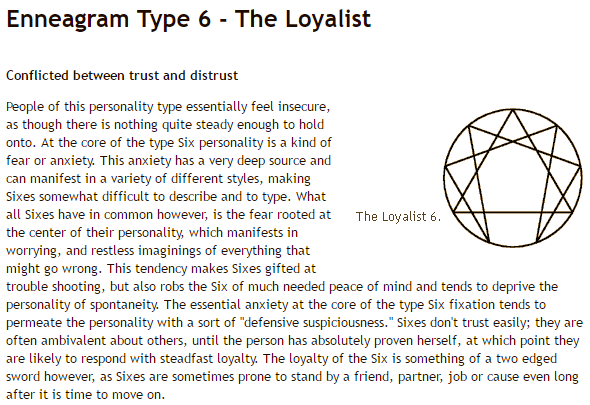 Enneagram Type 6 - The Loyalist
Conflicted between trust and distrust
People of this personality type essentially feel insecure,
as though there is nothing quite steady enough to hold
onto. At the core of the type Six personality is a kind of
fear or anxiety. This anxiety has a very deep source and
can manifest in a variety of different styles, making
Sixes somewhat difficult to describe and to type. What
all Sixes have in common however, is the fear rooted at
the center of their personality, which manifests in
worrying, and restless imaginings of everything that
might go wrong. This tendency makes Sixes gifted at
trouble shooting, but also robs the Six of much needed peace of mind and tends to deprive the
personality of spontaneity. The essential anxiety at the core of the type Six fixation tends to
permeate the personality with a sort of "defensive suspiciousness." Sixes don't trust easily; they are
often ambivalent about others, until the person has absolutely proven herself, at which point they
are likely to respond with steadfast loyalty. The loyalty of the Six is something of a two edged
sword however, as Sixes are sometimes prone to stand by a friend, partner, job or cause even long
after it is time to move on.
The Loyalist 6.